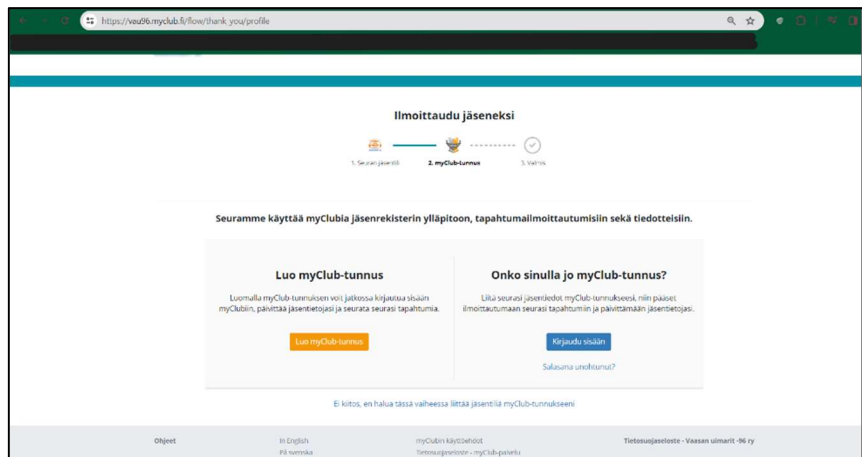 https://vau96.myclub.fi/flow/thank_you/profile
Ilmoittaudu jäseneksi
1. Seuran jäsentili
2. myClub-tunnus
3. Valmis
Seuramme käyttää myClubia jäsenrekisterin ylläpitoon, tapahtumailmoittautumisiin sekä tiedotteisiin.
Luo myClub-tunnus
Luomalla myClub-tunnuksen voit jatkossa kirjautua sisään
myClubiin, päivittää jäsentietojasi ja seurata seurasi tapahtumia.
Luo myClub-tunnus
Onko sinulla jo myClub-tunnus?
Liitä seurasi jäsentiedot myClub-tunnukseesi, niin pääset
ilmoittautumaan seurasi tapahtumiin ja päivittämään jäsentietojasi.
Kirjaudu sisään
Salasana unohtunut?
Ei kiitos, en halua tässä vaiheessa liittää jäsentiliä myClub-tunnukseeni
Ohjeet
In English
På svenska
myClubin käyttöehdot
Tietosuojaseloste - myClub-palvelu
Tietosuojaseloste - Vaasan uimarit -96 ry